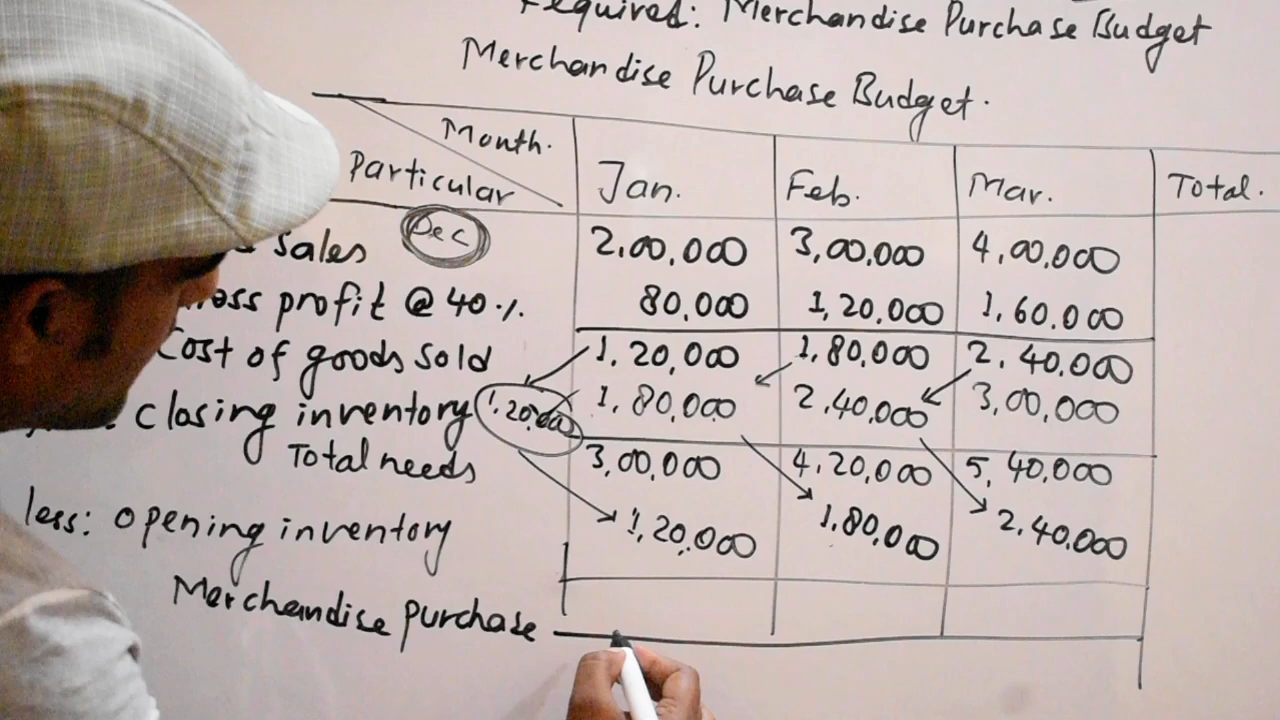 Required: Merchandise Purchase Budget
Merchandise Purchase Budget.
Month.
Particular
Jan. Feb. Mar. Total.
Sales Dec 2,00,000 3,00,000 4,00,000
profit @ 40% 80,000 1,20,000 1,60,000
Cost of goods sold 1,20,000 1,80,000 2,40,000
closing inventory 1,20,000 1,80,000 2,40,000 3,00,000
Total needs 3,00,000 4,20,000 5,40,000
less: opening inventory 1,20,000 1,80,000 2,40,000
Merchandise purchase